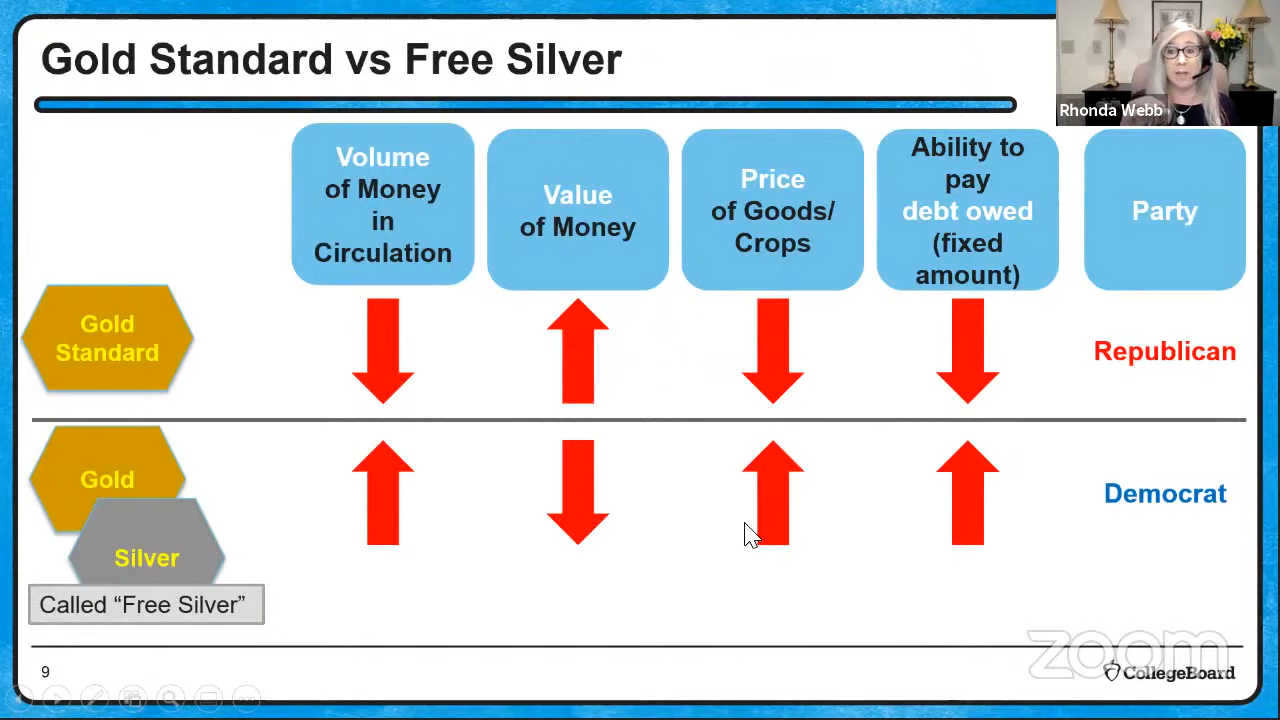 Gold Standard vs Free Silver
Rhonda Webb
Volume
of Money
in
Circulation
Value
of Money
Price
of Goods/
Crops
Ability to
pay
debt owed
(fixed
amount)
Party
Gold
Standard
Republican
Gold
Silver
Called “Free Silver”
Democrat
zoom
9
CollegeBoard